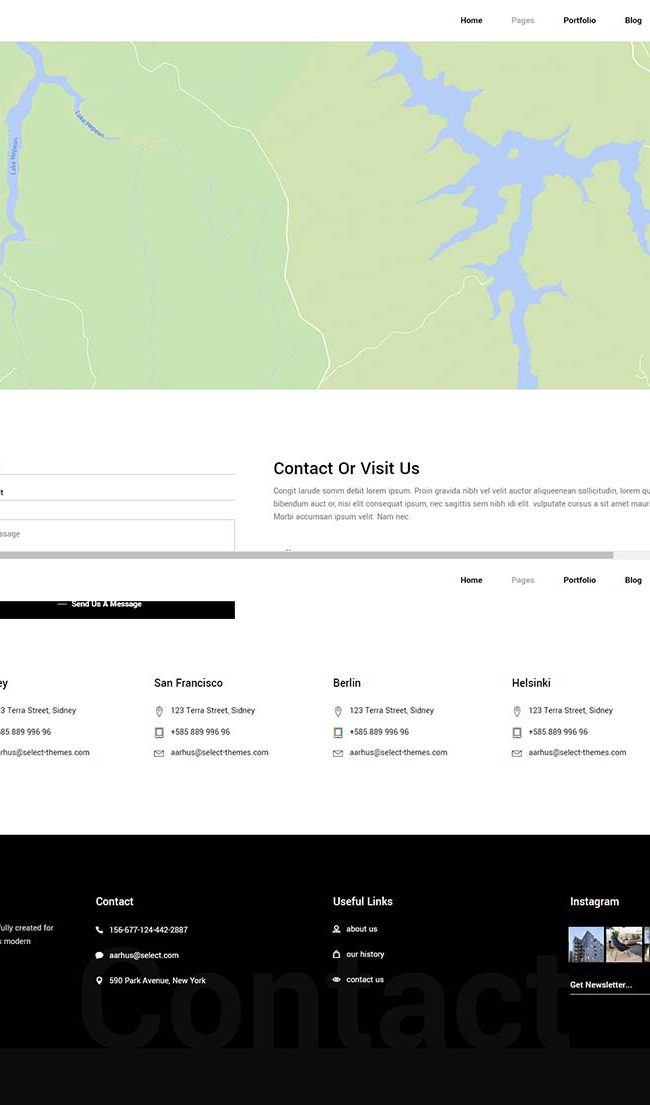 Home Pages Portfolio Blog
Lake Nepean
Lake Nepean
Contact Or Visit Us
Congit larude somm debit lorem ipsum. Proin gravida nibh vel velit auctor aliqueenean sollicitudin, lorem qu
bibendum auct or, nisi elit consequat ipsum, nec sagittis sem nibh idi elit. vulputate cursus a sit amet mauri
Morbi accumsan ipsum velit. Nam nec.
t
ssage
Home Pages Portfolio Blog
Send Us A Message
ey San Francisco Berlin Helsinki
3 Terra Street, Sidney 123 Terra Street, Sidney 123 Terra Street, Sidney 123 Terra Street, Sidney
85 889 996 96 +585 889 996 96 +585 889 996 96 +585 889 996 96
rhus@select-themes.com aarhus@select-themes.com aarhus@select-themes.com aarhus@select-themes.com
Contact Useful Links Instagram
fully created for 156-677-124-442-2887 about us
s modern
aarhus@select.com our history
590 Park Avenue, New York contact us
Get Newsletter...
Contact